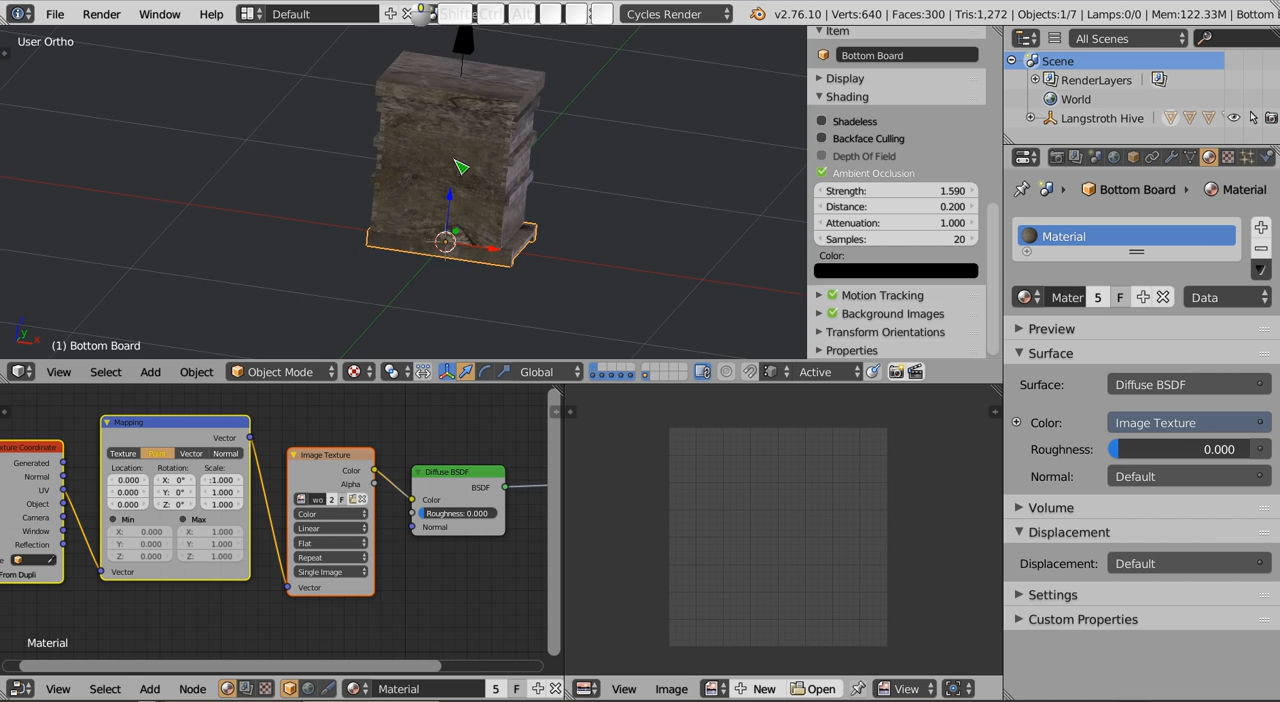 File Render Window Help Default Shift Ctrl Alt Cycles Render v2.76.10 | Verts:640 | Faces:300 | Tris:1,272 | Objects:1/7 | Lamps:0/0 | Mem:122.33M | Bottom
User Ortho
(1) Bottom Board
Item
Bottom Board
Display
Shading
Shadeless
Backface Culling
Depth Of Field
Ambient Occlusion
Strength: 1.590
Distance: 0.200
Attenuation: 1.000
Samples: 20
Color:
Motion Tracking
Background Images
Transform Orientations
Properties
View Select Add Object Object Mode Global Active
All Scenes
Scene
RenderLayers
World
Langstroth Hive
Bottom Board Material
Material
Mater 5 F Data
Preview
Surface
Surface: Diffuse BSDF
Color: Image Texture
Roughness: 0.000
Normal: Default
Volume
Displacement
Displacement: Default
Settings
Custom Properties
xture Coordinate
Generated
Normal
UV
Object
Camera
Window
Reflection
From Dupli
Mapping
Vector
Texture Point Vector Normal
Location: Rotation: Scale:
0.000 X: 0° :1.000
0.000 Y: 0° 1.000
0.000 Z: 0° 1.000
Min Max
X: 0.000 X: 1.000
Y: 0.000 Y: 1.000
Z: 0.000 Z: 1.000
Vector
Image Texture
Color
Alpha
wo 2 F
Color
Linear
Flat
Repeat
Single Image
Vector
Diffuse BSDF
BSDF
Color
Roughness: 0.000
Normal
Material
View Select Add Node Material 5 F
View Image New Open View